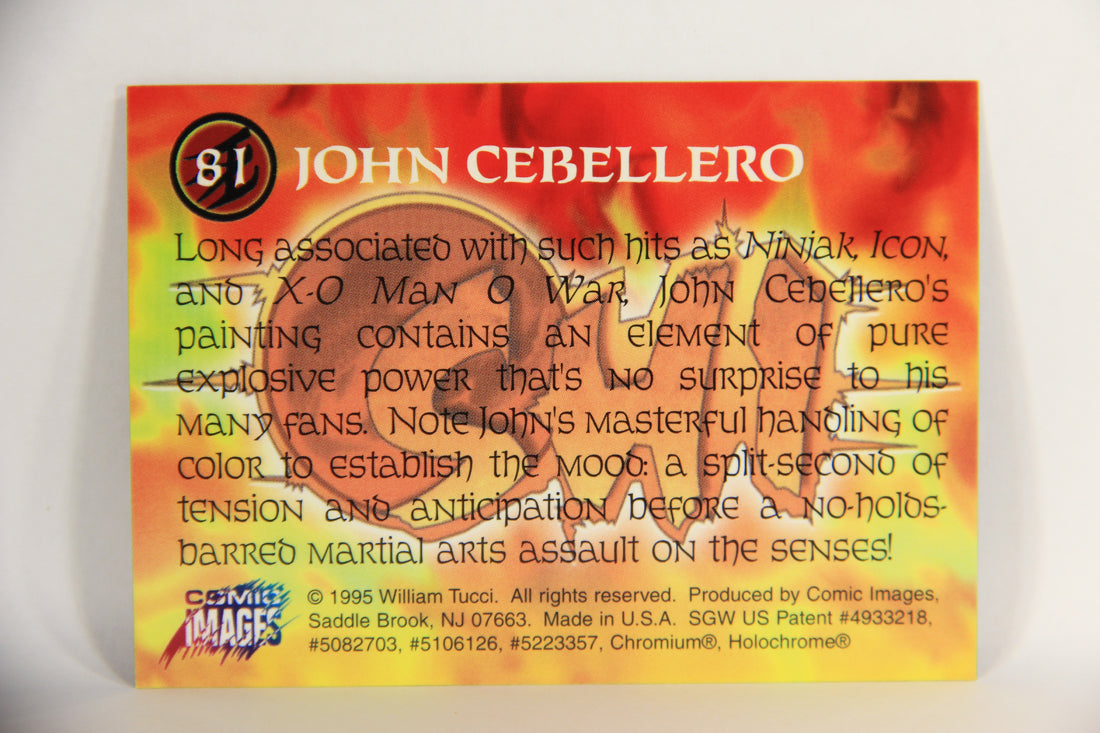 81 JOHN CEBELLERO
Long associated with such hits as Ninjak, Icon,
and X-O Man O War, John Cebellero's
painting contains an element of pure
explosive power that's no surprise to his
many fans. Note John's masterful handling of
color to establish the mood: a split-second of
tension and anticipation before a no-holds-
barred martial arts assault on the senses!
SHI
COMIC
IMAGES
© 1995 William Tucci. All rights reserved. Produced by Comic Images,
Saddle Brook, NJ 07663. Made in U.S.A. SGW US Patent #4933218,
#5082703, #5106126, #5223357, Chromium®, Holochrome®